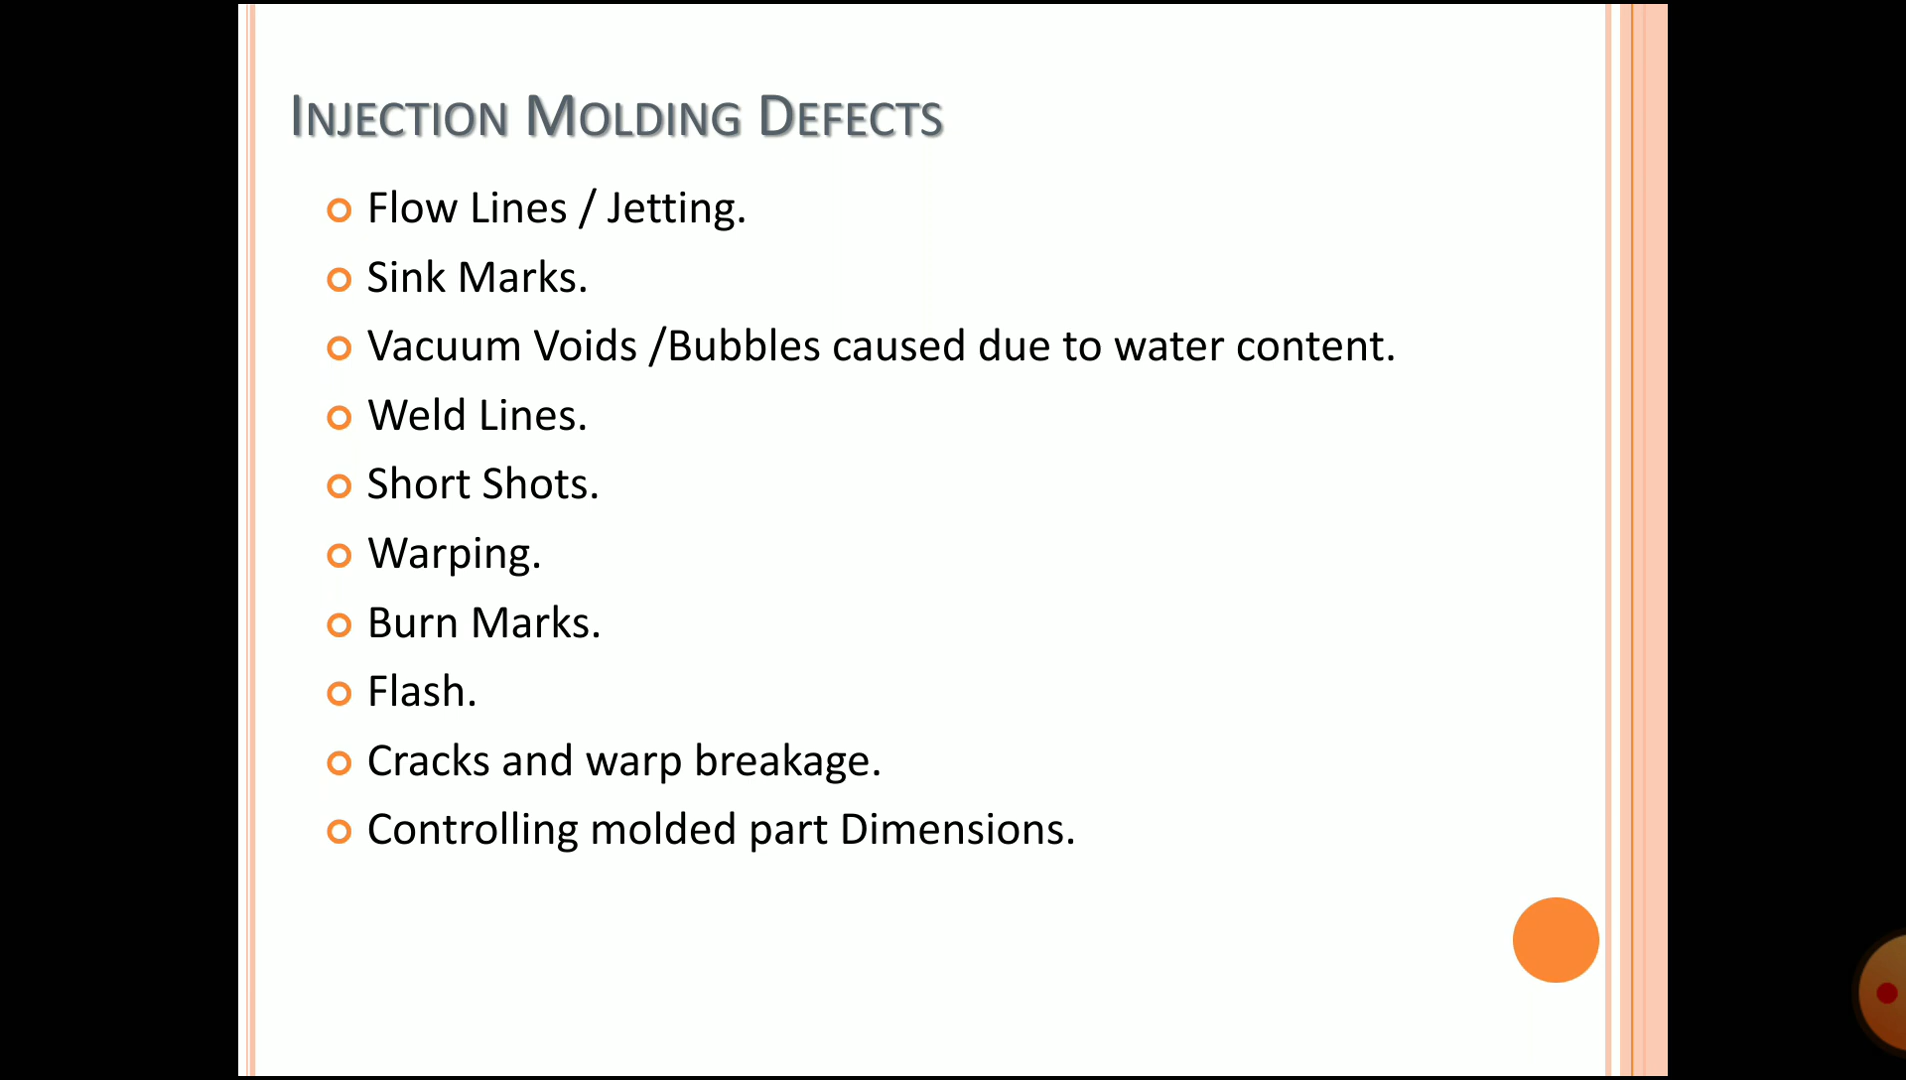 Injection Molding Defects
Flow Lines / Jetting.
Sink Marks.
Vacuum Voids /Bubbles caused due to water content.
Weld Lines.
Short Shots.
Warping.
Burn Marks.
Flash.
Cracks and warp breakage.
Controlling molded part Dimensions.